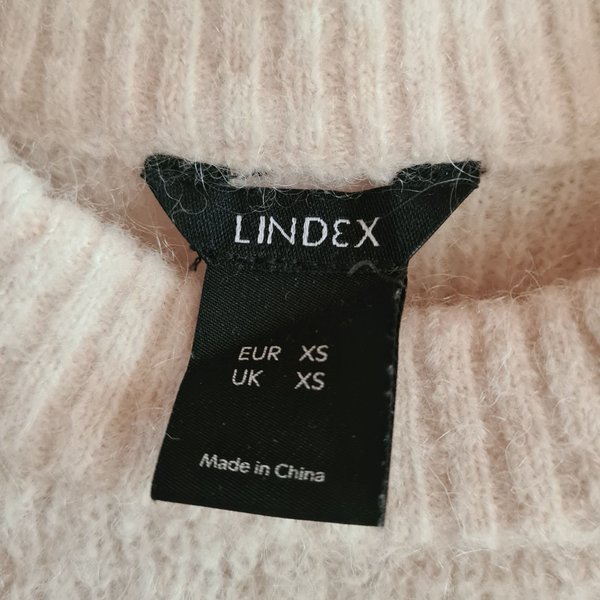 LINDEX
EUR XS
UK XS
Made in China